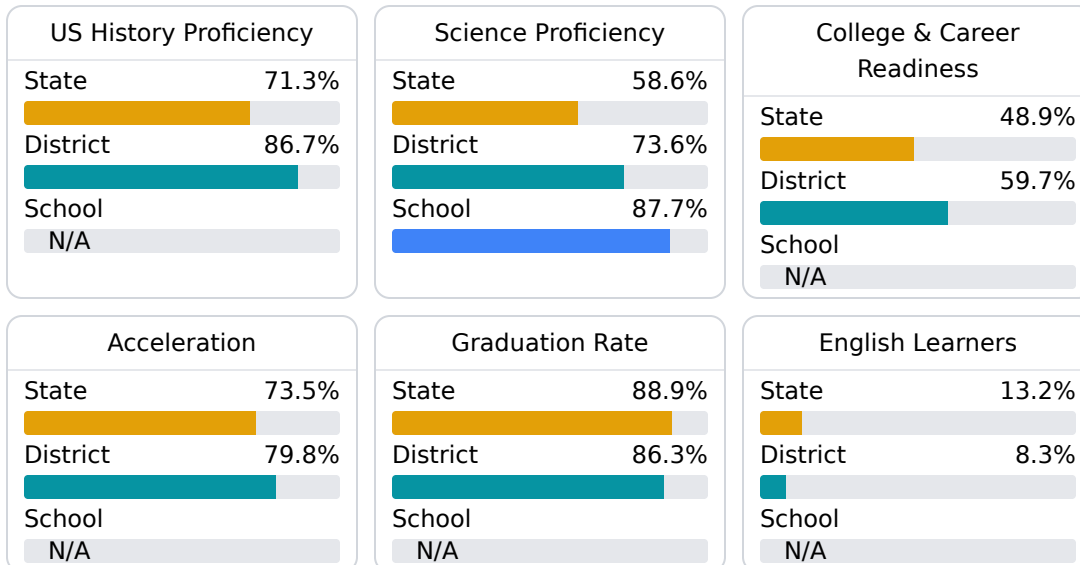 US History Proficiency
State 71.3%
District 86.7%
School
N/A
Science Proficiency
State 58.6%
District 73.6%
School 87.7%
College & Career
Readiness
State 48.9%
District 59.7%
School
N/A
Acceleration
State 73.5%
District 79.8%
School
N/A
Graduation Rate
State 88.9%
District 86.3%
School
N/A
English Learners
State 13.2%
District 8.3%
School
N/A